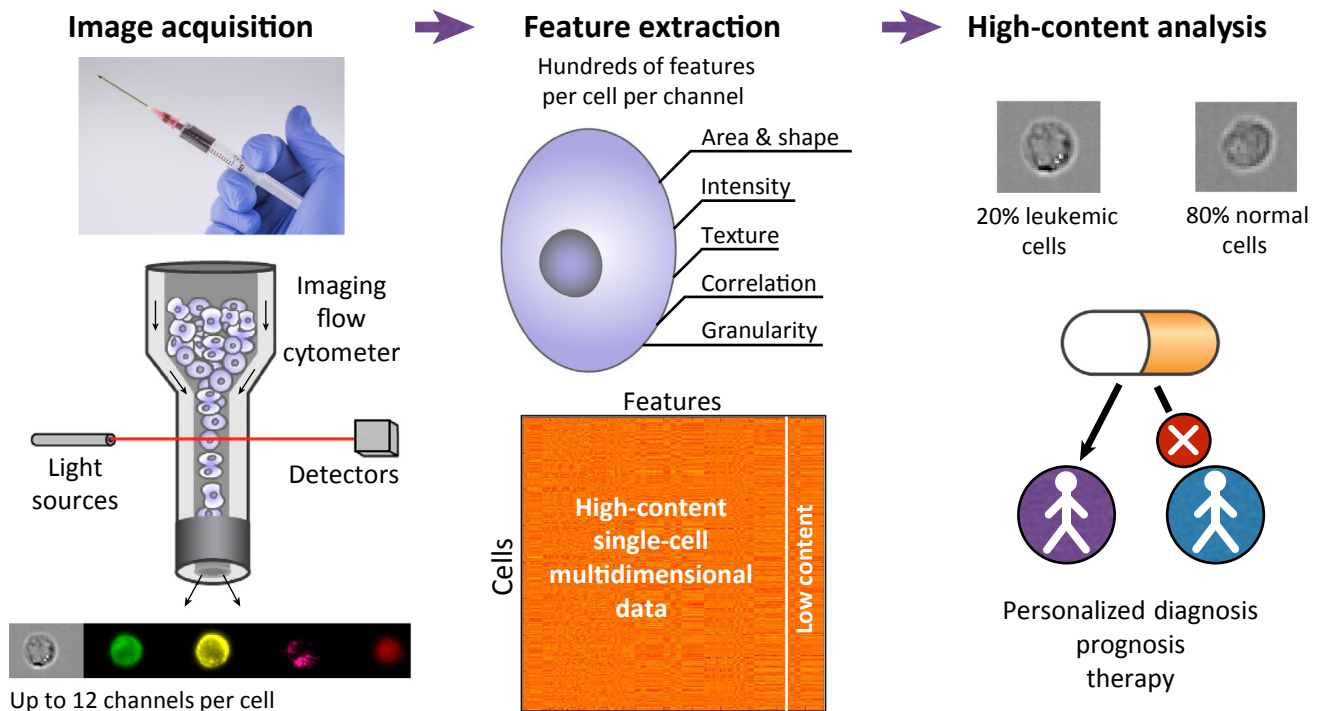 Image acquisition
Feature extraction
High-content analysis
Imaging
flow
cytometer
Light
sources
Detectors
Up to 12 channels per cell
Hundreds of features
per cell per channel
Area & shape
Intensity
Texture
Correlation
Granularity
Features
Cells
High-content
single-cell
multidimensional
data
Low content
20% leukemic
cells
80% normal
cells
Personalized diagnosis
prognosis
therapy